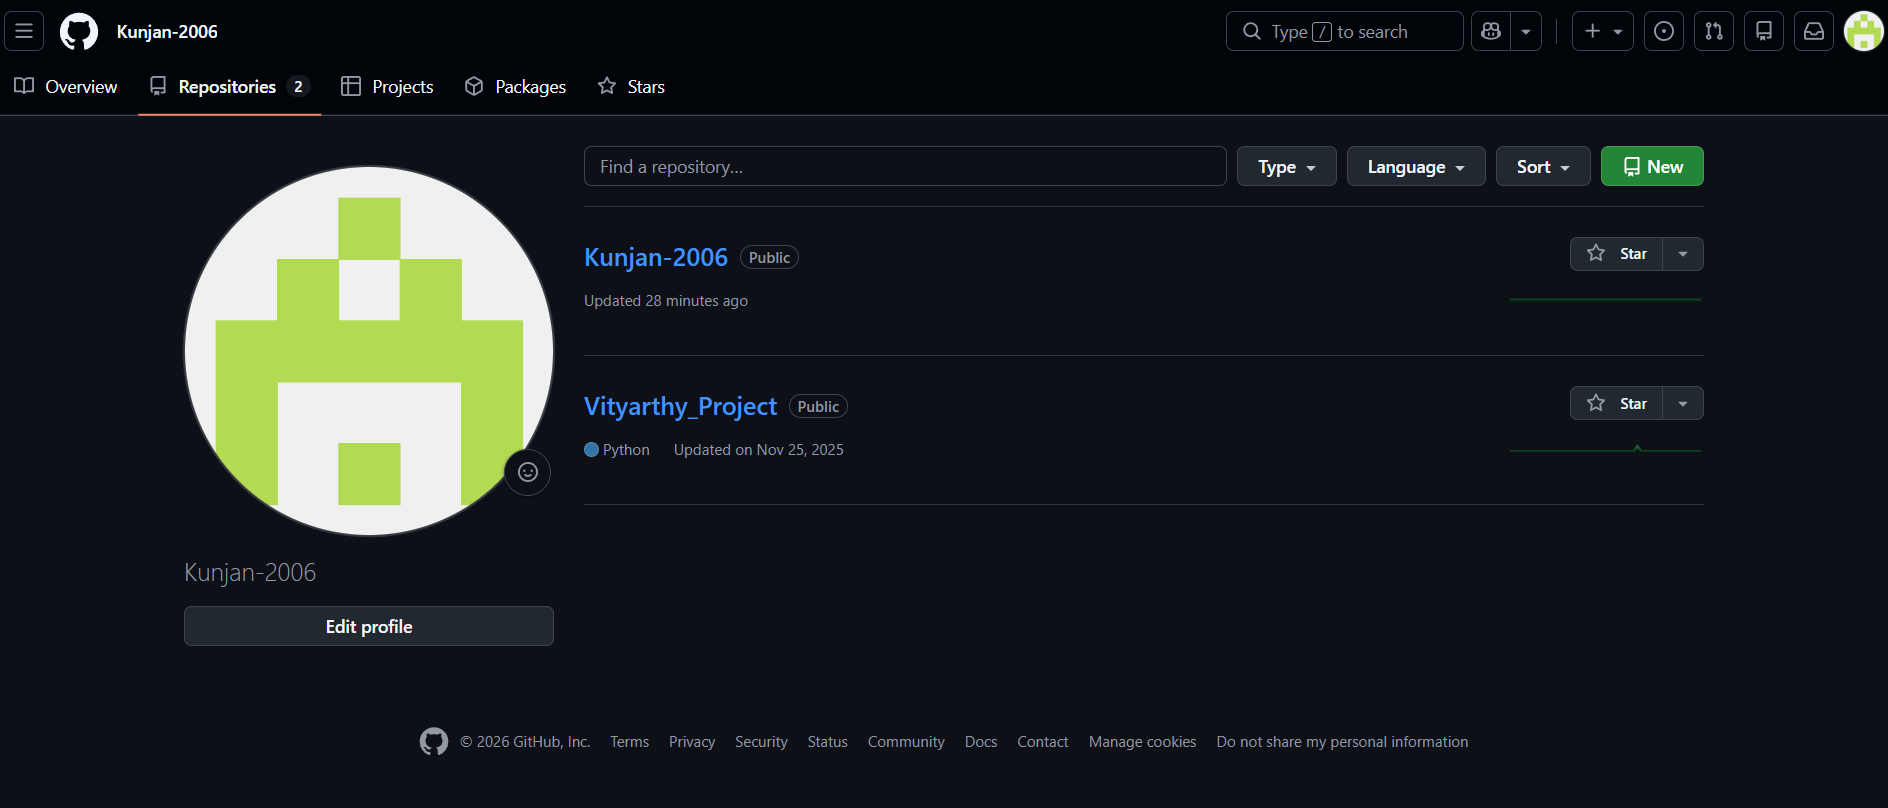 Kunjan-2006
Type / to search
Overview
Repositories 2
Projects
Packages
Stars
Find a repository...
Type
Language
Sort
New
Kunjan-2006 Public
Star
Updated 28 minutes ago
Vityarthy_Project Public
Star
Python Updated on Nov 25, 2025
Kunjan-2006
Edit profile
© 2026 GitHub, Inc. Terms Privacy Security Status Community Docs Contact Manage cookies Do not share my personal information